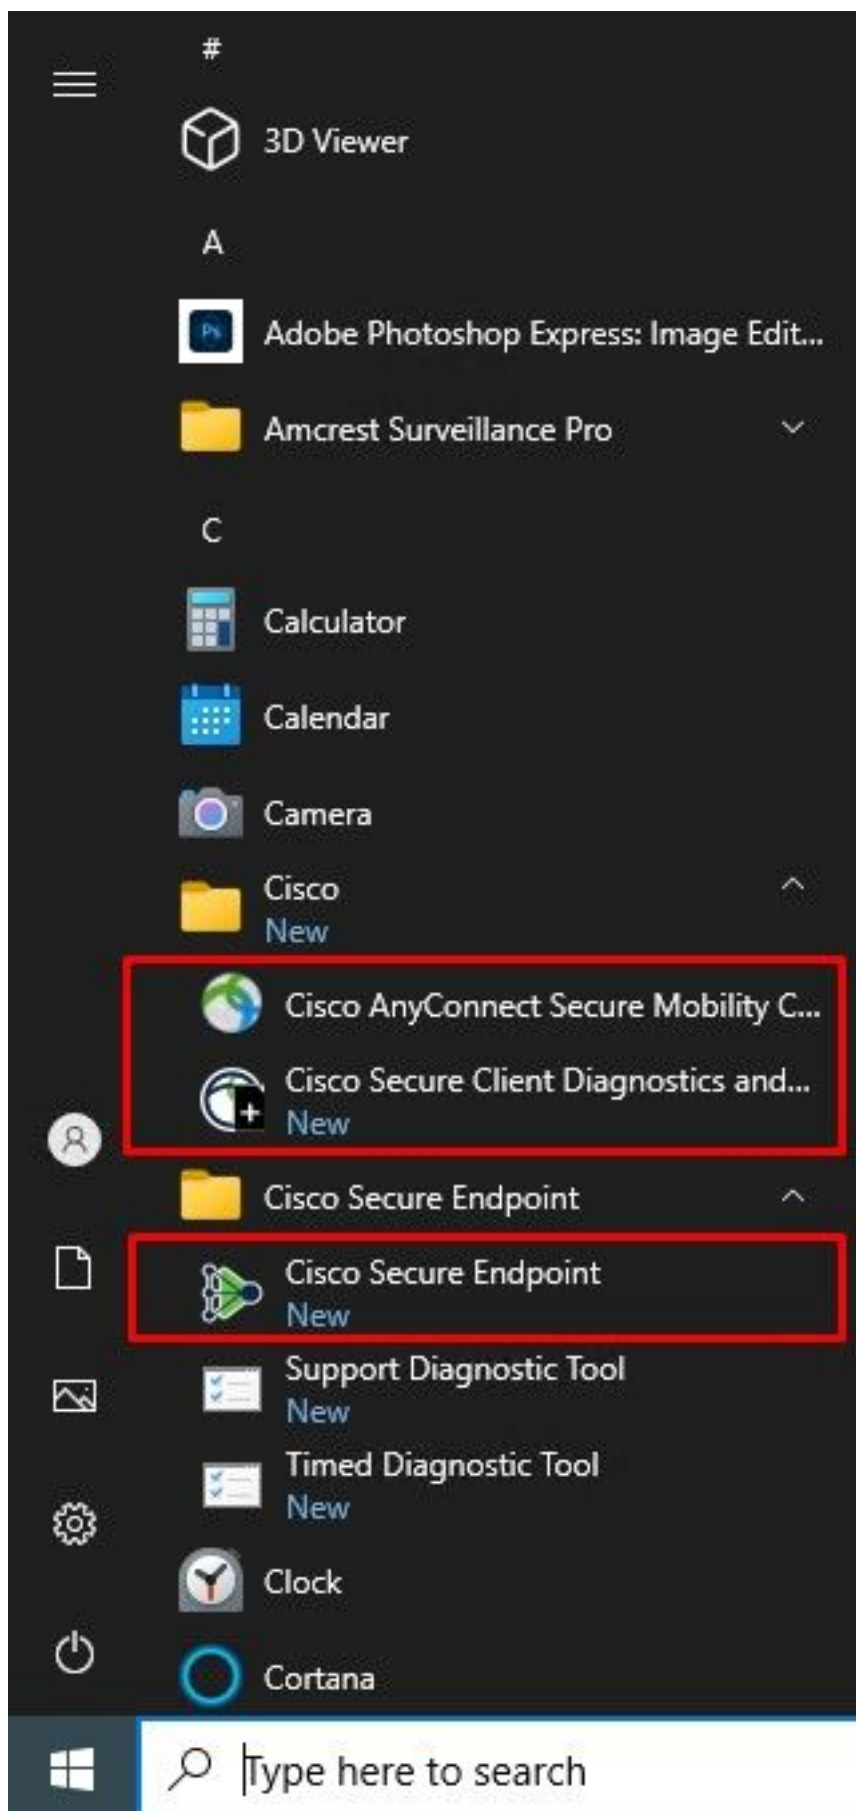 #
3D Viewer
A
Ps
Adobe Photoshop Express: Image Edit...
Amcrest Surveillance Pro
C
Calculator
Calendar
Camera
Cisco
New
Cisco AnyConnect Secure Mobility C...
Cisco Secure Client Diagnostics and...
New
Cisco Secure Endpoint
Cisco Secure Endpoint
New
Support Diagnostic Tool
New
Timed Diagnostic Tool
New
Clock
Cortana
Type here to search